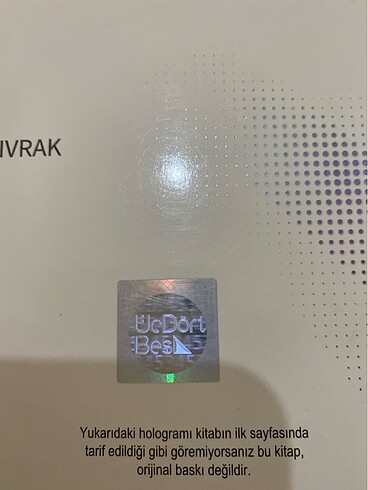 IVRAK
ÜçDört
Beş
Yukarıdaki hologramı kitabın ilk sayfasında
tarif edildiği gibi göremiyorsanız bu kitap,
orijinal baskı değildir.